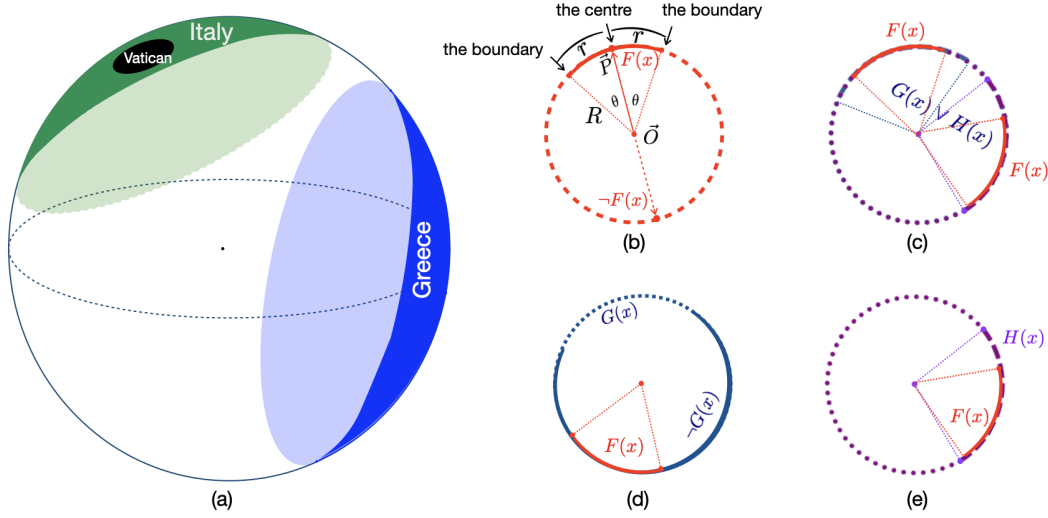 Italy
Vatican
Greece
(a)
the centre
the boundary
the boundary
r
r
F(x)
P⃗
θ
θ
R
O⃗
¬F(x)
(b)
F(x)
G(x) ∨ H(x)
F(x)
(c)
G(x)
¬G(x)
F(x)
(d)
H(x)
F(x)
(e)